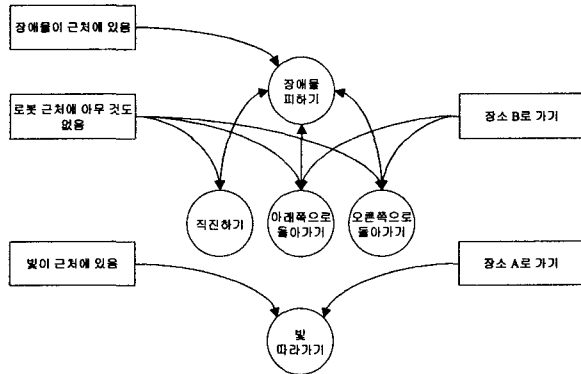 장애물이 근처에 있음
장애물
피하기
로봇 근처에 아무 것도
없음
장소 B로 가기
직진하기
아래쪽으로
돌아가기
오른쪽으로
돌아가기
빛이 근처에 있음
장소 A로 가기
빛
따라가기